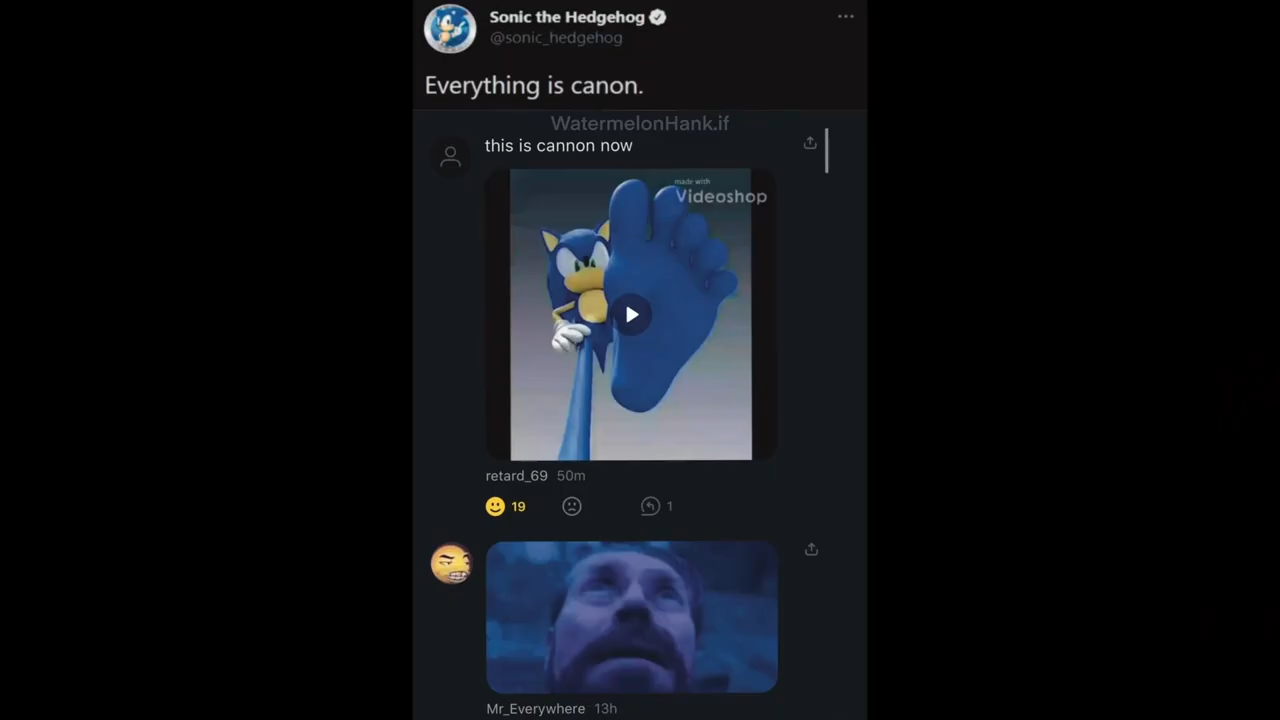 Sonic the Hedgehog
@sonic_hedgehog
Everything is canon.
WatermelonHank.if
this is cannon now
made with
Videoshop
retard_69 50m
19
1
Mr_Everywhere 13h